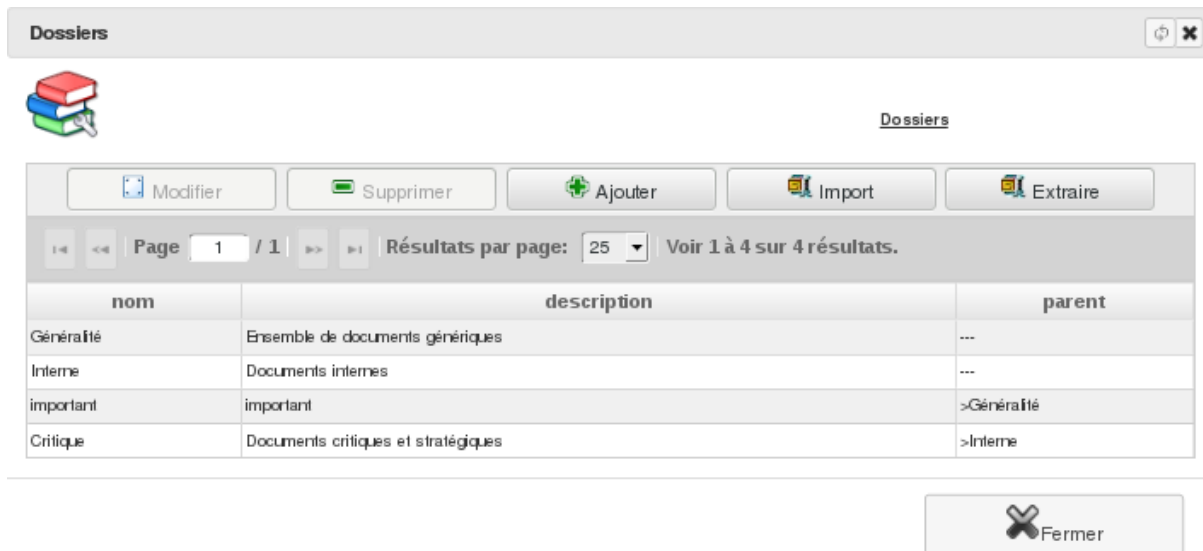 Dossiers
Dossiers
Modifier Supprimer Ajouter Import Extraire
Page 1 / 1 Résultats par page: 25 Voir 1 à 4 sur 4 résultats.
nom description parent
Généralité Ensemble de documents génériques ---
Interne Documents internes ---
important important >Généralité
Critique Documents critiques et stratégiques >Interne
Fermer